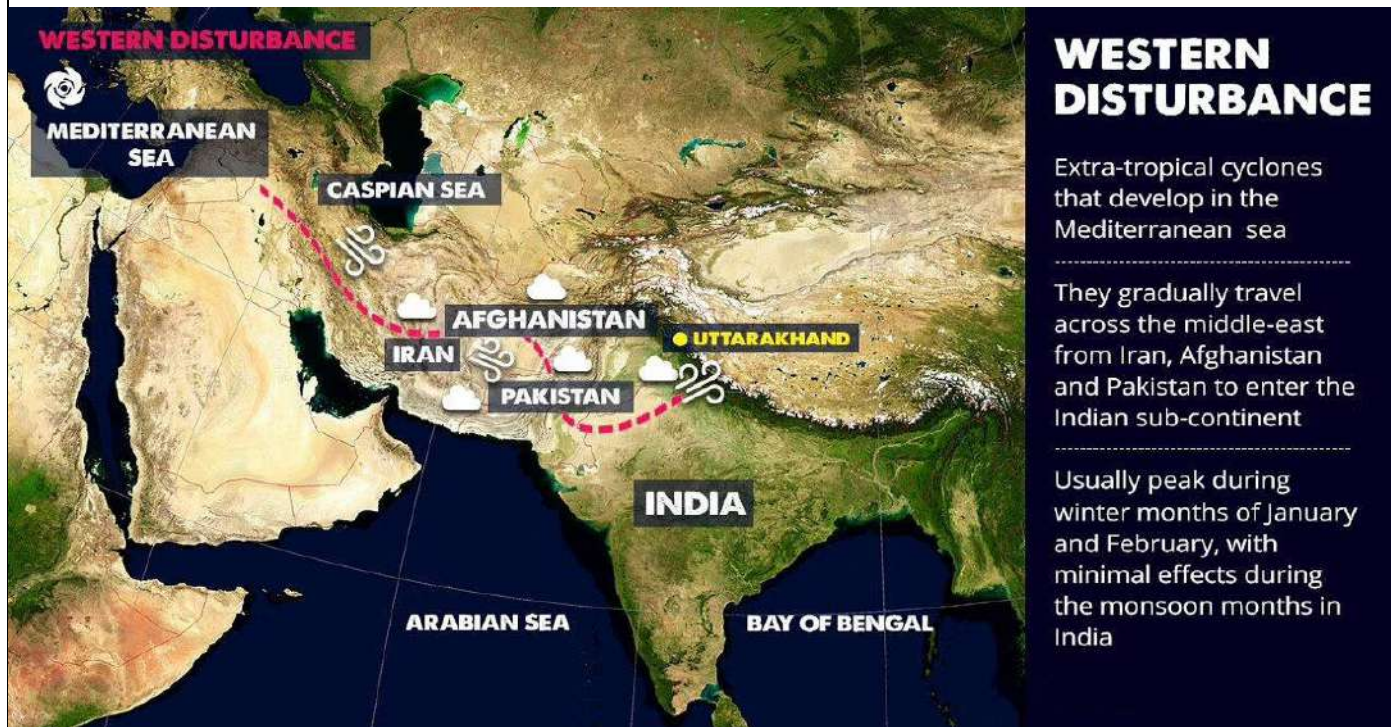 WESTERN DISTURBANCE
MEDITERRANEAN
SEA
CASPIAN SEA
AFGHANISTAN
IRAN
UTTARAKHAND
PAKISTAN
INDIA
ARABIAN SEA
BAY OF BENGAL
WESTERN
DISTURBANCE
Extra-tropical cyclones
that develop in the
Mediterranean sea
They gradually travel
across the middle-east
from Iran, Afghanistan
and Pakistan to enter the
Indian sub-continent
Usually peak during
winter months of January
and February, with
minimal effects during
the monsoon months in
India